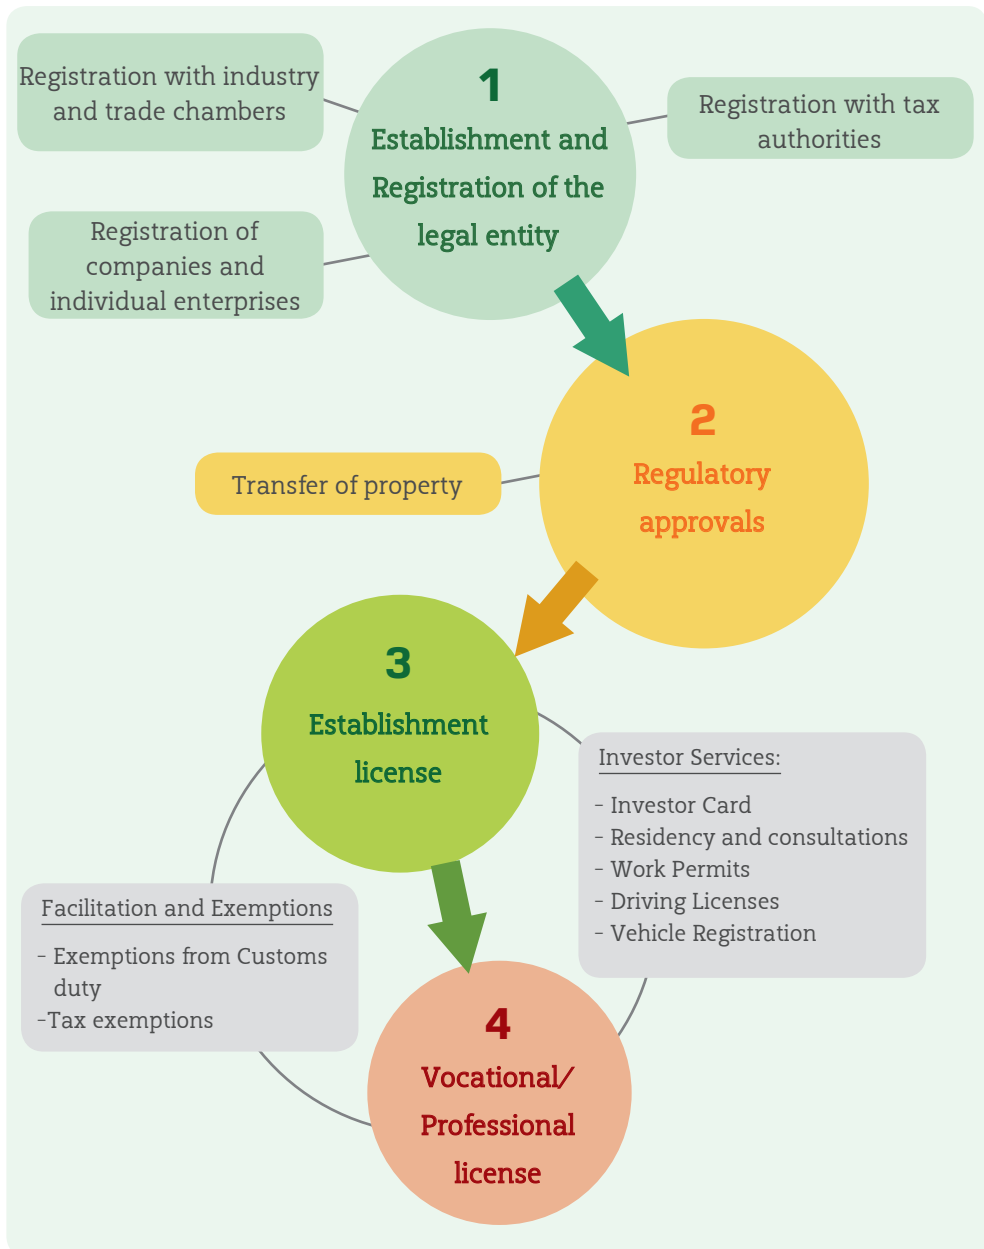 1
Establishment and
Registration of the
legal entity
Registration with industry
and trade chambers
Registration with tax
authorities
Registration of
companies and
individual enterprises
2
Regulatory
approvals
Transfer of property
3
Establishment
license
Investor Services:
- Investor Card
- Residency and consultations
- Work Permits
- Driving Licenses
- Vehicle Registration
Facilitation and Exemptions
- Exemptions from Customs
duty
-Tax exemptions
4
Vocational/
Professional
license